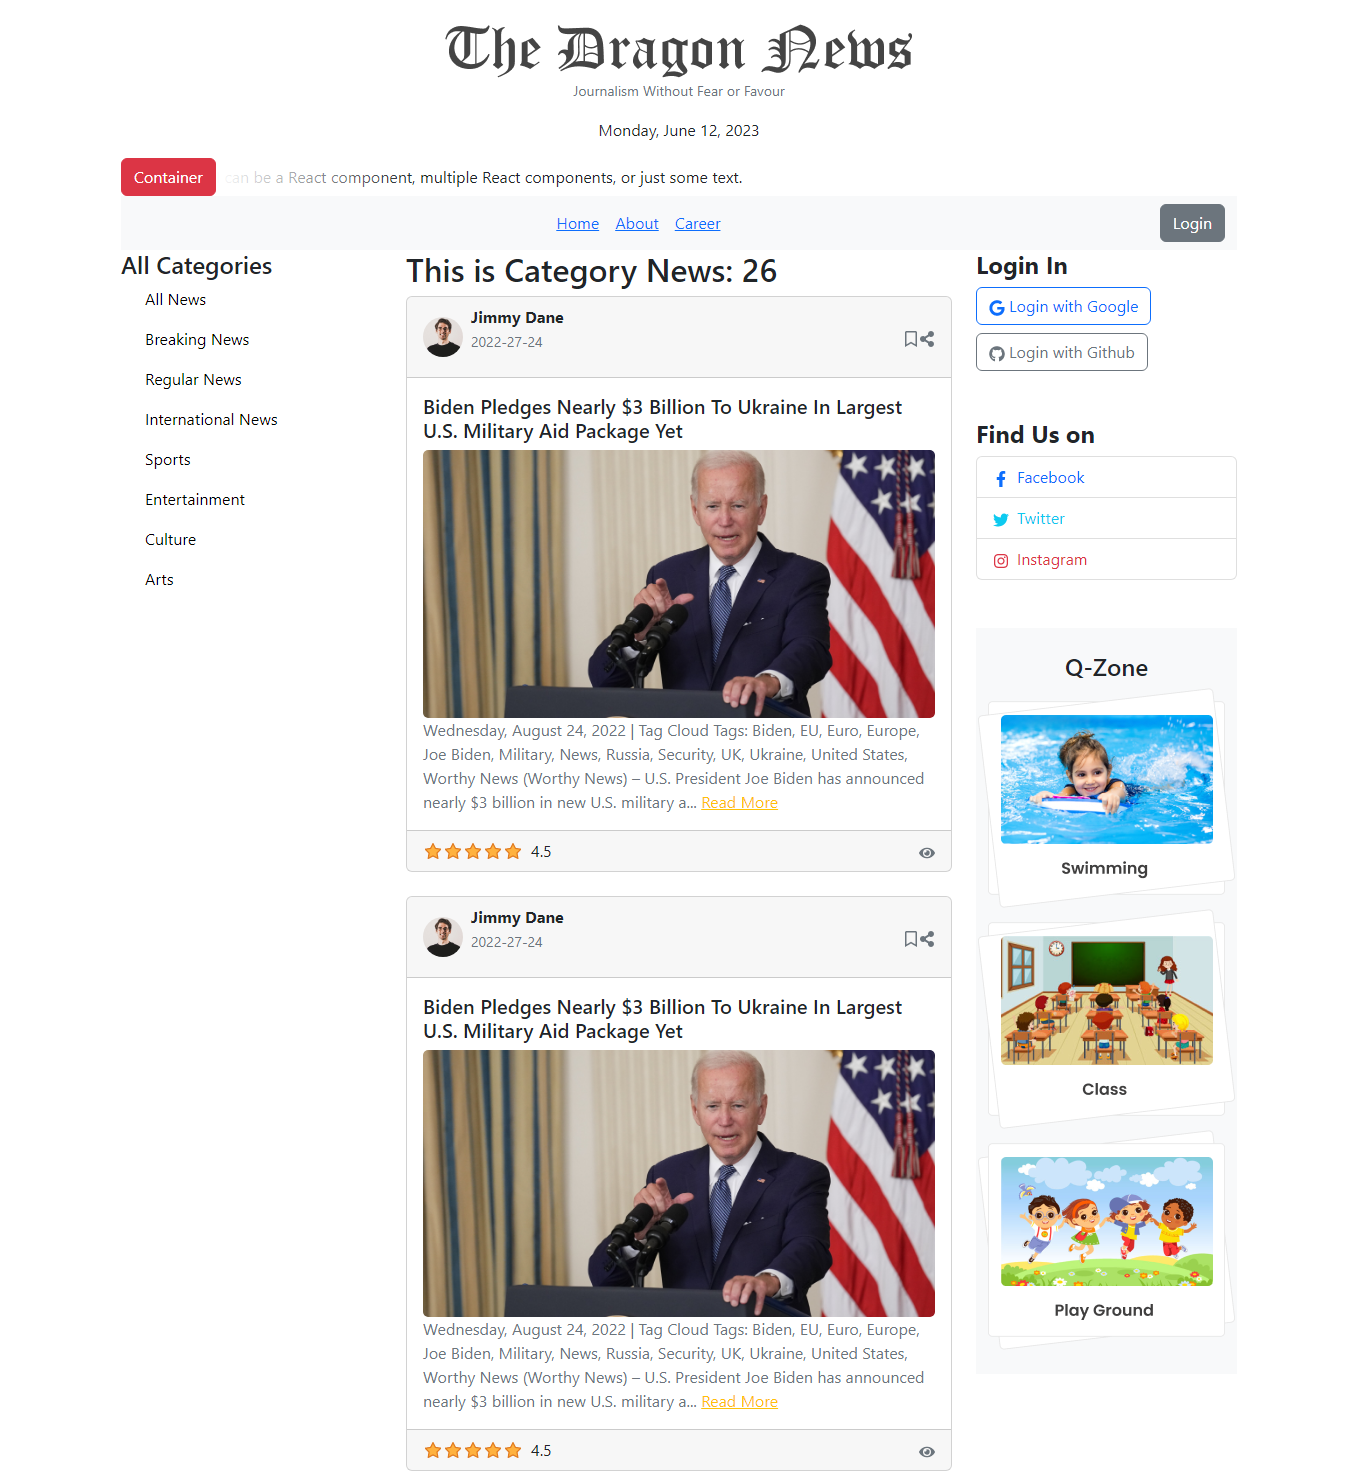 The Dragon News
Journalism Without Fear or Favour
Monday, June 12, 2023
Container can be a React component, multiple React components, or just some text.
Home About Career Login
All Categories
All News
Breaking News
Regular News
International News
Sports
Entertainment
Culture
Arts
This is Category News: 26
Jimmy Dane
2022-27-24
Biden Pledges Nearly $3 Billion To Ukraine In Largest
U.S. Military Aid Package Yet
Wednesday, August 24, 2022 | Tag Cloud Tags: Biden, EU, Euro, Europe,
Joe Biden, Military, News, Russia, Security, UK, Ukraine, United States,
Worthy News (Worthy News) – U.S. President Joe Biden has announced
nearly $3 billion in new U.S. military a... Read More
4.5
Jimmy Dane
2022-27-24
Biden Pledges Nearly $3 Billion To Ukraine In Largest
U.S. Military Aid Package Yet
Wednesday, August 24, 2022 | Tag Cloud Tags: Biden, EU, Euro, Europe,
Joe Biden, Military, News, Russia, Security, UK, Ukraine, United States,
Worthy News (Worthy News) – U.S. President Joe Biden has announced
nearly $3 billion in new U.S. military a... Read More
4.5
Login In
Login with Google
Login with Github
Find Us on
Facebook
Twitter
Instagram
Q-Zone
Swimming
Class
Play Ground